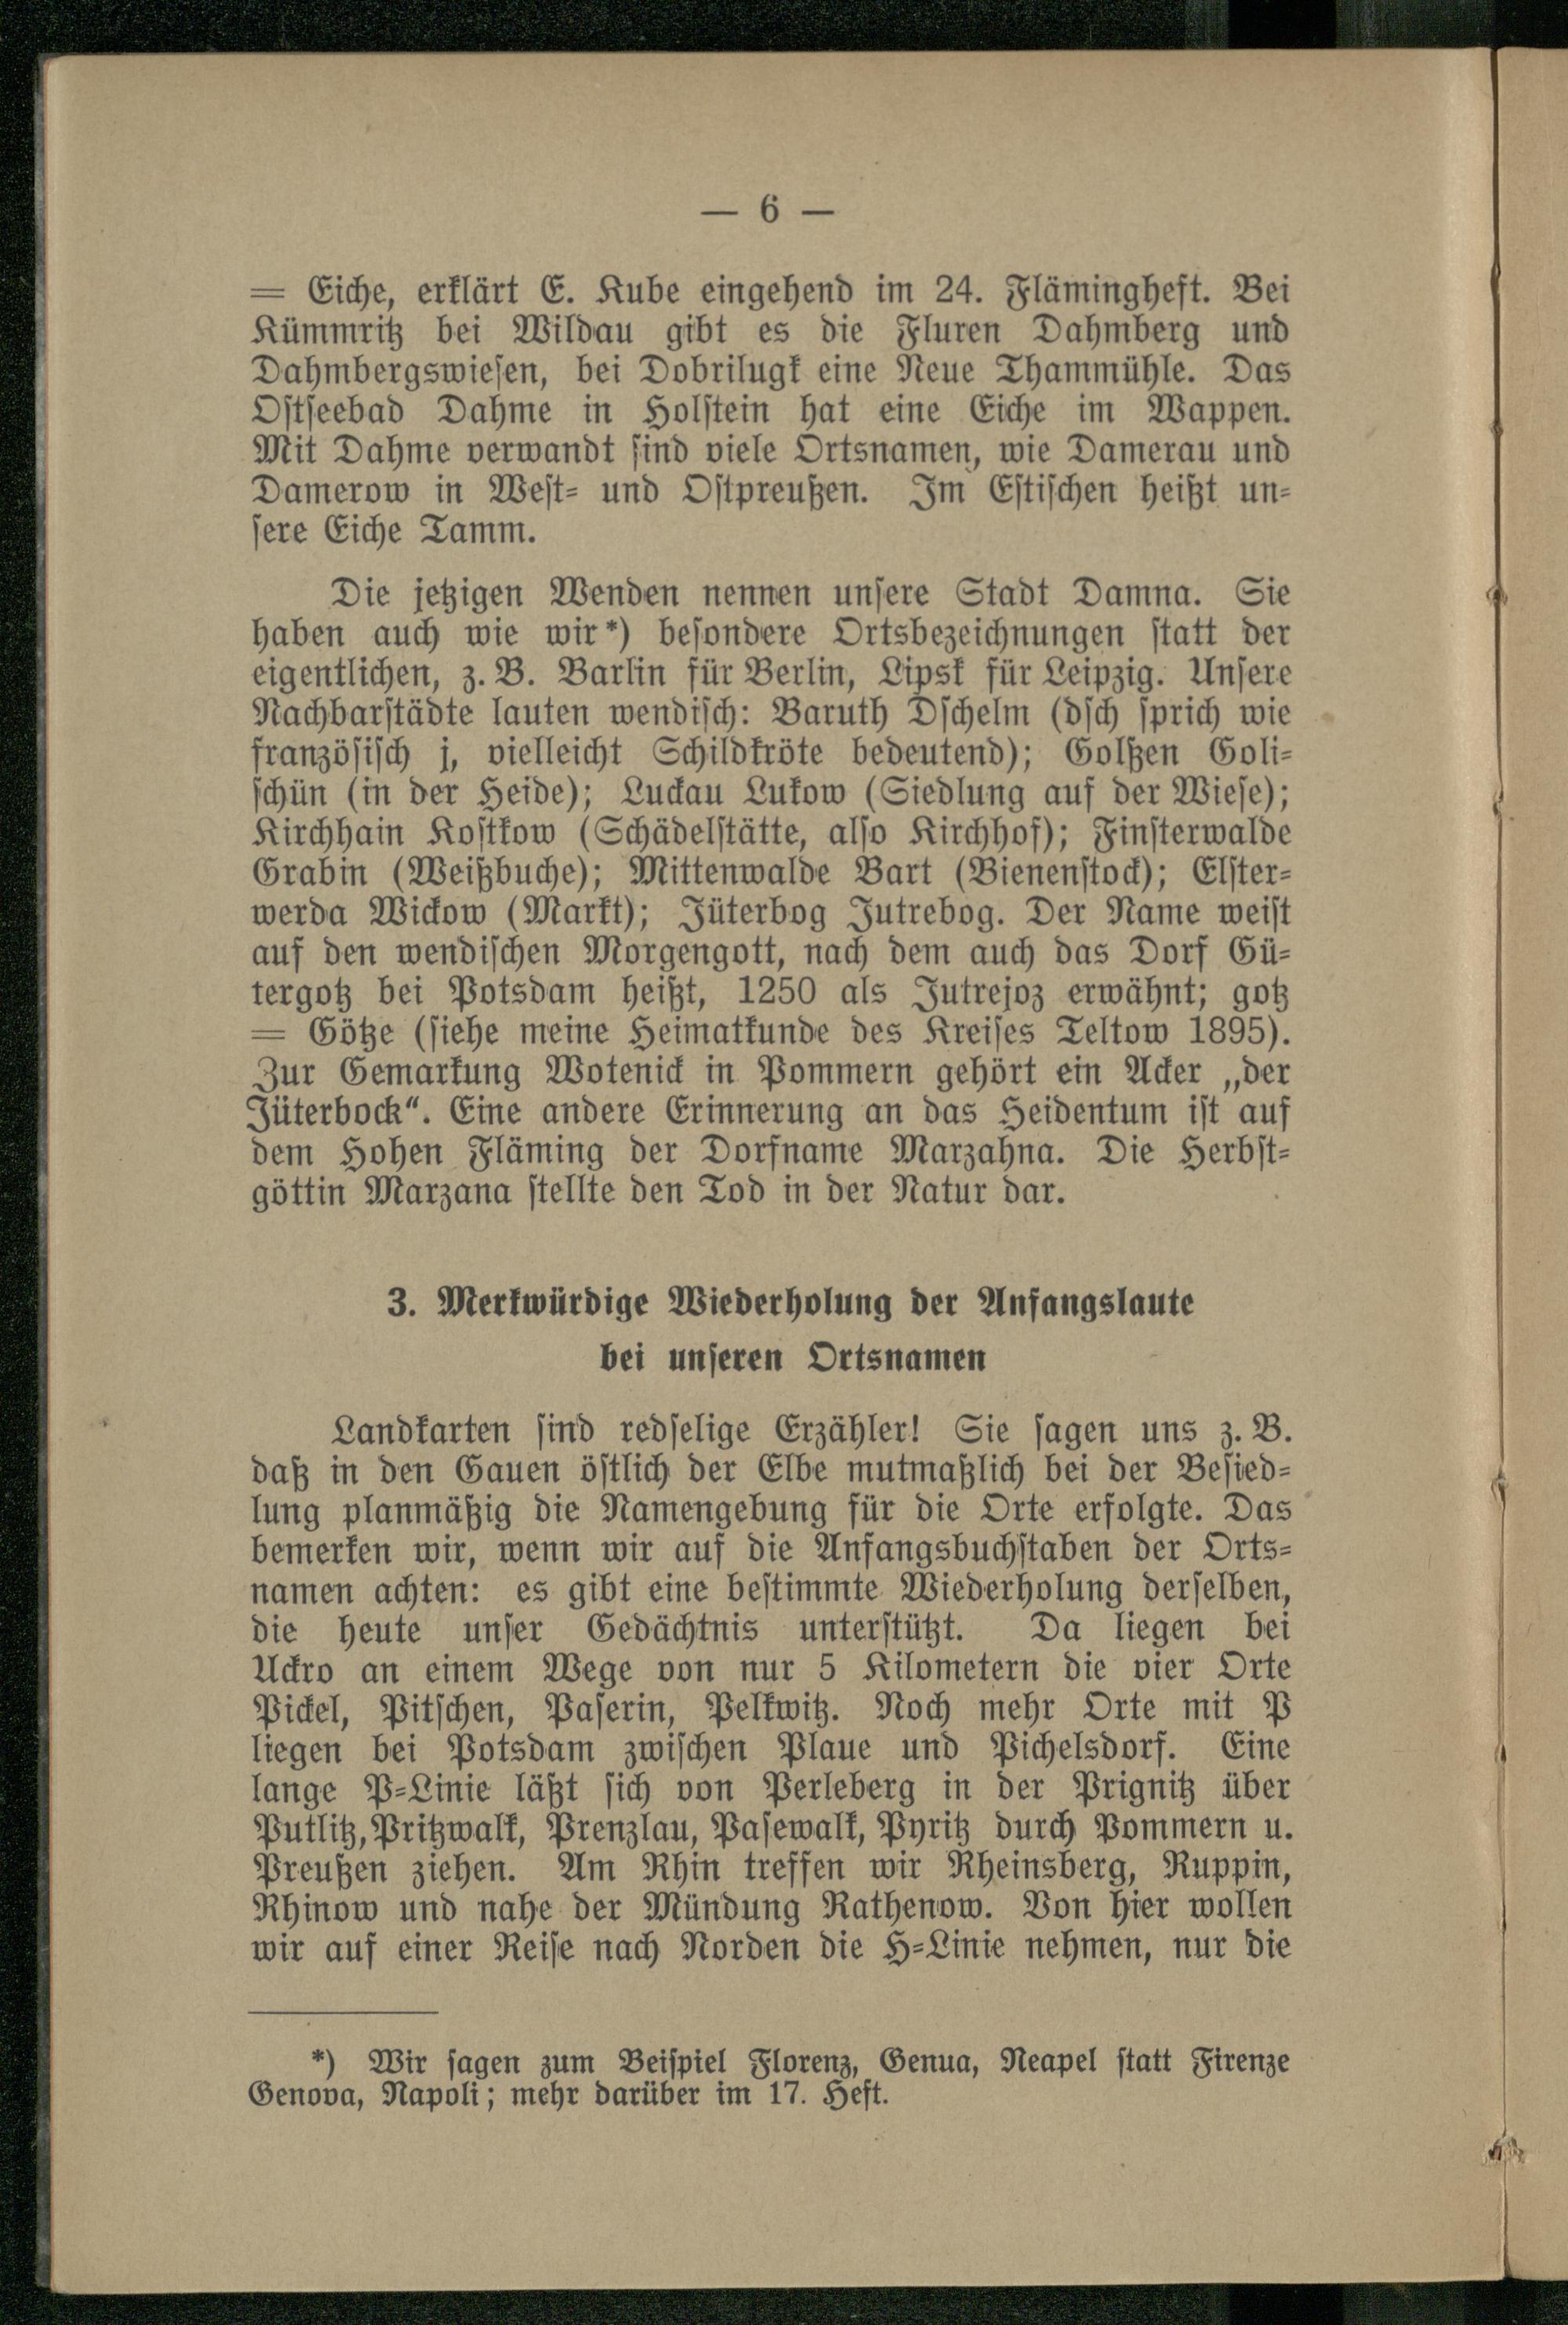 — 6 —
= Eiche, erklärt E. Kube eingehend im 24. Flämingheft. Bei
Kümmritz bei Wildau gibt es die Fluren Dahmberg und
Dahmbergswiesen, bei Dobrilugk eine Neue Thammühle. Das
Ostseebad Dahme in Holstein hat eine Eiche im Wappen.
Mit Dahme verwandt sind viele Ortsnamen, wie Damerau und
Damerow in West- und Ostpreußen. Im Estischen heißt un-
sere Eiche Tamm.
Die jetzigen Wenden nennen unsere Stadt Damna. Sie
haben auch wie wir*) besondere Ortsbezeichnungen statt der
eigentlichen, z. B. Barlin für Berlin, Lipsk für Leipzig. Unsere
Nachbarstädte lauten wendisch: Baruth Dschelm (dsch sprich wie
französisch j, vielleicht Schildkröte bedeutend); Golßen Goli-
schün (in der Heide); Luckau Lukow (Siedlung auf der Wiese);
Kirchhain Kostkow (Schädelstätte, also Kirchhof); Finsterwalde
Grabin (Weißbuche); Mittenwalde Bart (Bienenstock); Elster-
werda Wickow (Markt); Jüterbog Jutrebog. Der Name weist
auf den wendischen Morgengott, nach dem auch das Dorf Gü-
tergotz bei Potsdam heißt, 1250 als Jutrejoz erwähnt; gotz
= Götze (siehe meine Heimatkunde des Kreises Teltow 1895).
Zur Gemarkung Wotenick in Pommern gehört ein Acker „der
Jüterbock“. Eine andere Erinnerung an das Heidentum ist auf
dem Hohen Fläming der Dorfname Marzahna. Die Herbst-
göttin Marzana stellte den Tod in der Natur dar.
3. Merkwürdige Wiederholung der Anfangslaute
bei unseren Ortsnamen
Landkarten sind redselige Erzähler! Sie sagen uns z. B.
daß in den Gauen östlich der Elbe mutmaßlich bei der Besied-
lung planmäßig die Namengebung für die Orte erfolgte. Das
bemerken wir, wenn wir auf die Anfangsbuchstaben der Orts-
namen achten: es gibt eine bestimmte Wiederholung derselben,
die heute unser Gedächtnis unterstützt. Da liegen bei
Uckro an einem Wege von nur 5 Kilometern die vier Orte
Pickel, Pitschen, Paserin, Pelkwitz. Noch mehr Orte mit P
liegen bei Potsdam zwischen Plaue und Pichelsdorf. Eine
lange P-Linie läßt sich von Perleberg in der Prignitz über
Putlitz, Pritzwalk, Prenzlau, Pasewalk, Pyritz durch Pommern u.
Preußen ziehen. Am Rhin treffen wir Rheinsberg, Ruppin,
Rhinow und nahe der Mündung Rathenow. Von hier wollen
wir auf einer Reise nach Norden die H-Linie nehmen, nur die
*) Wir sagen zum Beispiel Florenz, Genua, Neapel statt Firenze
Genova, Napoli; mehr darüber im 17. Heft.